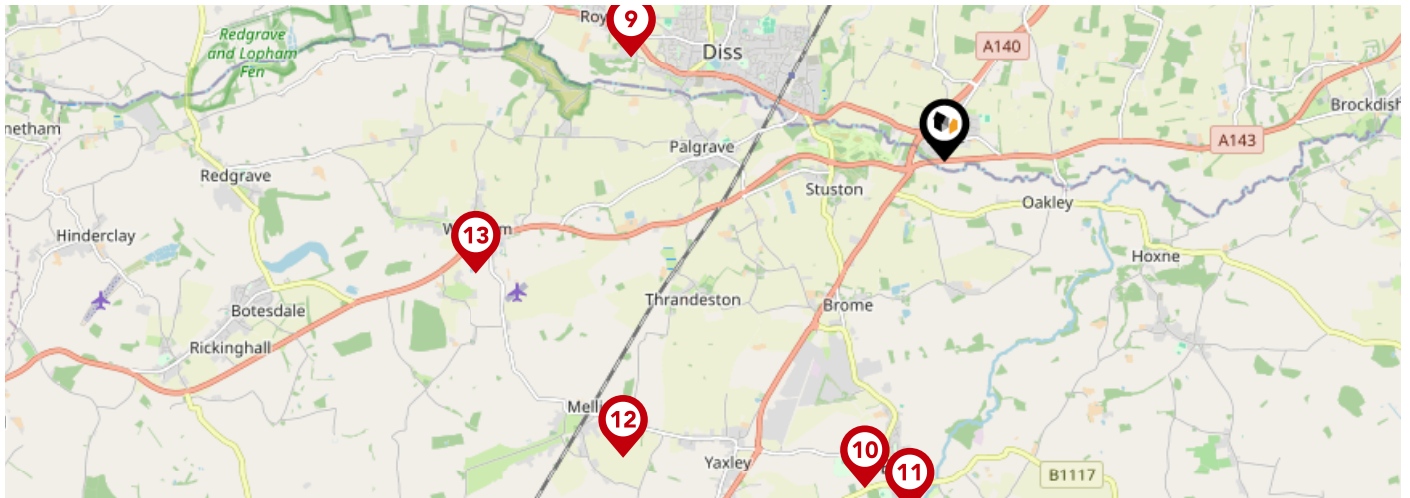 Roy
9
Redgrave
and Lopham
Fen
Diss
A140
Brockdish
netham
A143
Palgrave
Redgrave
Stuston
Oakley
13
Hinderclay
Hoxne
Thrandeston
Brome
Botesdale
Rickinghall
Melli
12
10
Yaxley
11
B1117